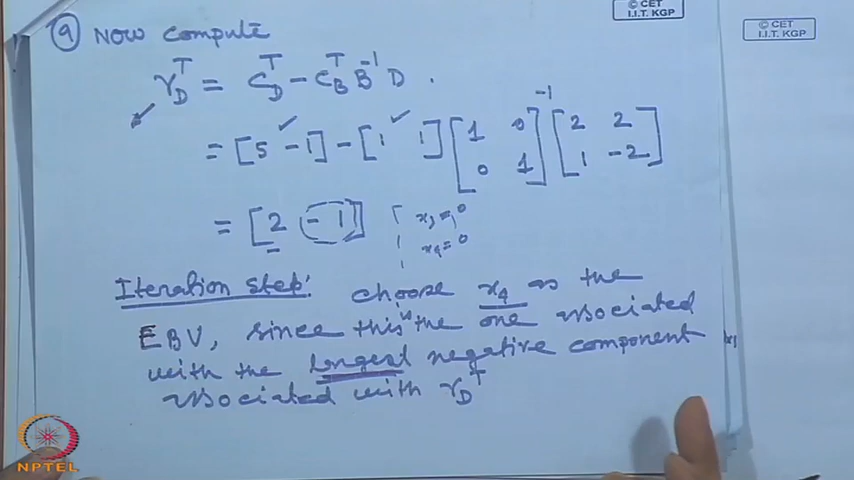 © CET
I.I.T. KGP
© CET
I.I.T. KGP
9 Now compute
r_D^T = C_D^T - C_B^T B^-1 D .
= [5 -1] - [1 1] [1 0 0 1]^-1 [2 2 1 -2]
= [2 -1] x3 = 0
x4 = 0
Iteration step: choose x4 as the
EBV, since this is the one associated
with the largest negative component
associated with r_D^T
NPTEL